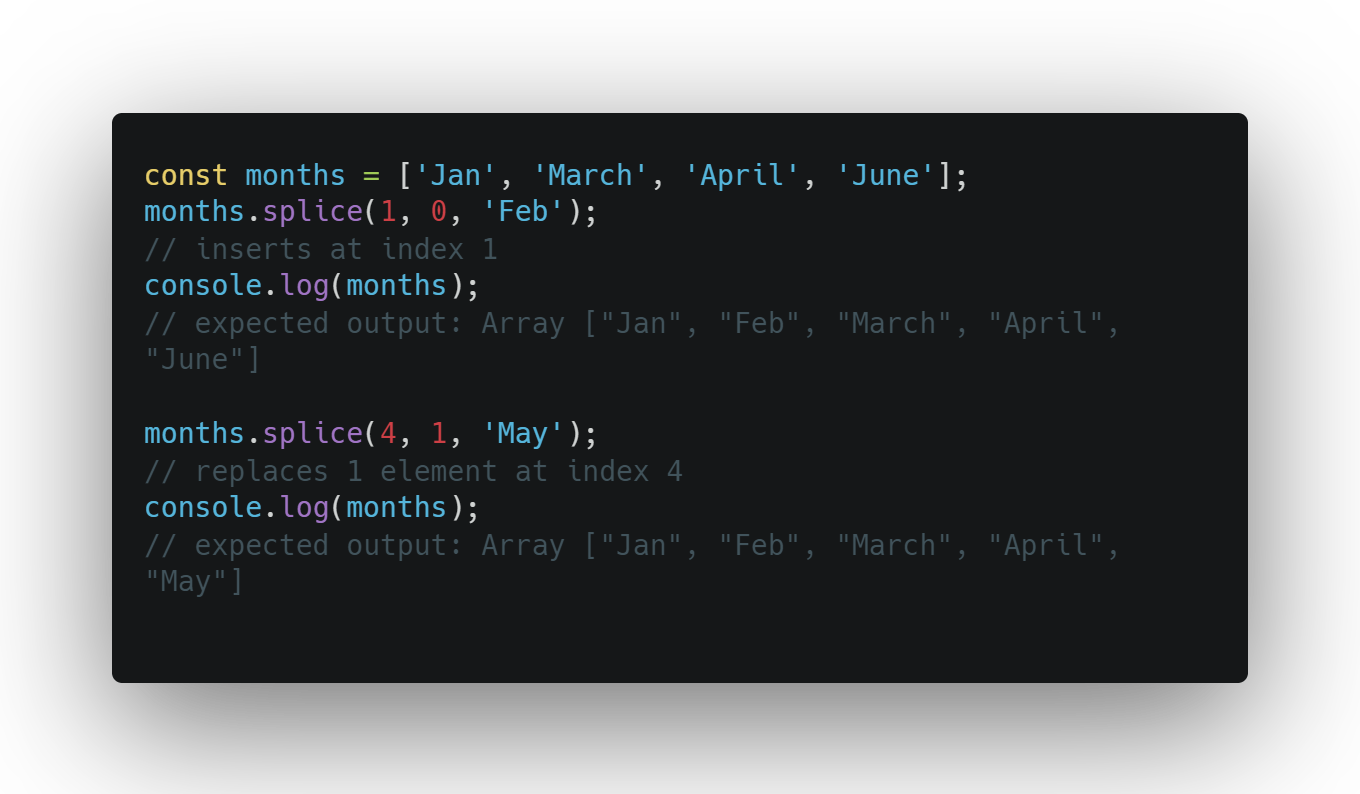 const months = ['Jan', 'March', 'April', 'June'];
months.splice(1, 0, 'Feb');
// inserts at index 1
console.log(months);
// expected output: Array ["Jan", "Feb", "March", "April",
"June"]

months.splice(4, 1, 'May');
// replaces 1 element at index 4
console.log(months);
// expected output: Array ["Jan", "Feb", "March", "April",
"May"]